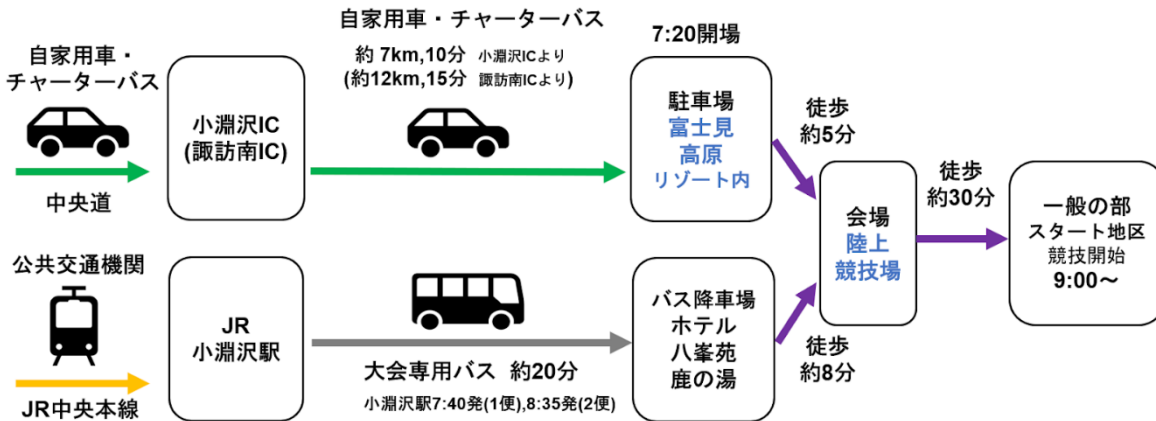 自家用車・
チャーターバス
中央道
小淵沢IC
(諏訪南IC)
自家用車・チャーターバス
約 7km,10分 小淵沢ICより
(約12km,15分 諏訪南ICより)
7:20開場
駐車場
富士見
高原
リゾート内
徒歩
約5分
公共交通機関
JR中央本線
JR
小淵沢駅
大会専用バス 約20分
小淵沢駅7:40発(1便),8:35発(2便)
バス降車場
ホテル
八峯苑
鹿の湯
徒歩
約8分
会場
陸上
競技場
徒歩
約30分
一般の部
スタート地区
競技開始
9:00～